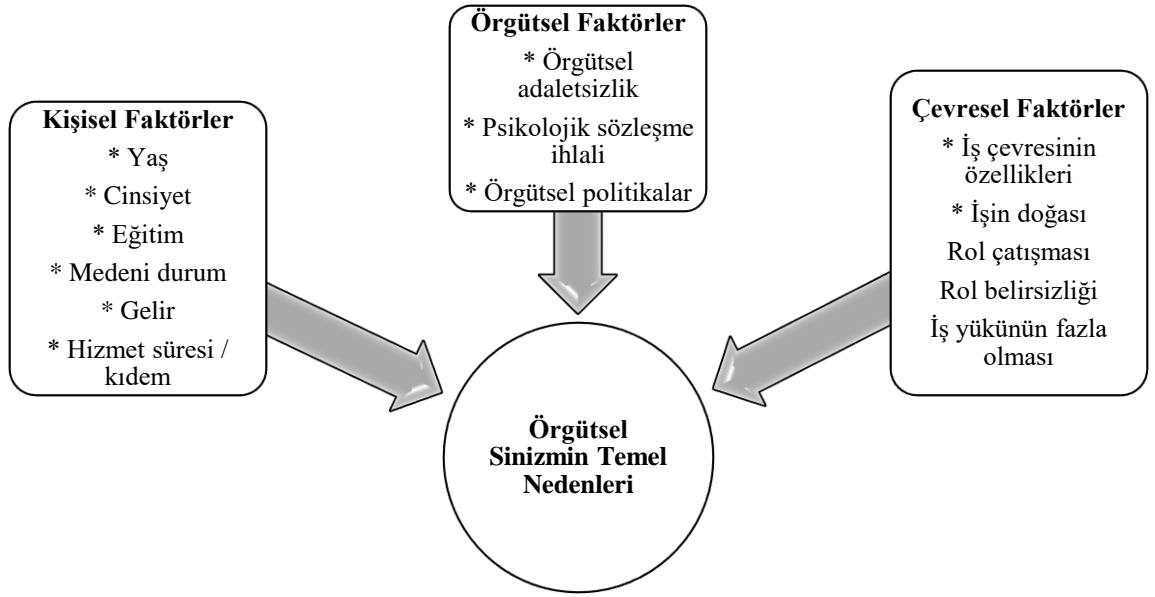 Kişisel Faktörler
* Yaş
* Cinsiyet
* Eğitim
* Medeni durum
* Gelir
* Hizmet süresi /
kıdem
Örgütsel Faktörler
* Örgütsel
adaletsizlik
* Psikolojik sözleşme
ihlali
* Örgütsel politikalar
Çevresel Faktörler
* İş çevresinin
özellikleri
* İşin doğası
Rol çatışması
Rol belirsizliği
İş yükünün fazla
olması
Örgütsel
Sinizmin Temel
Nedenleri